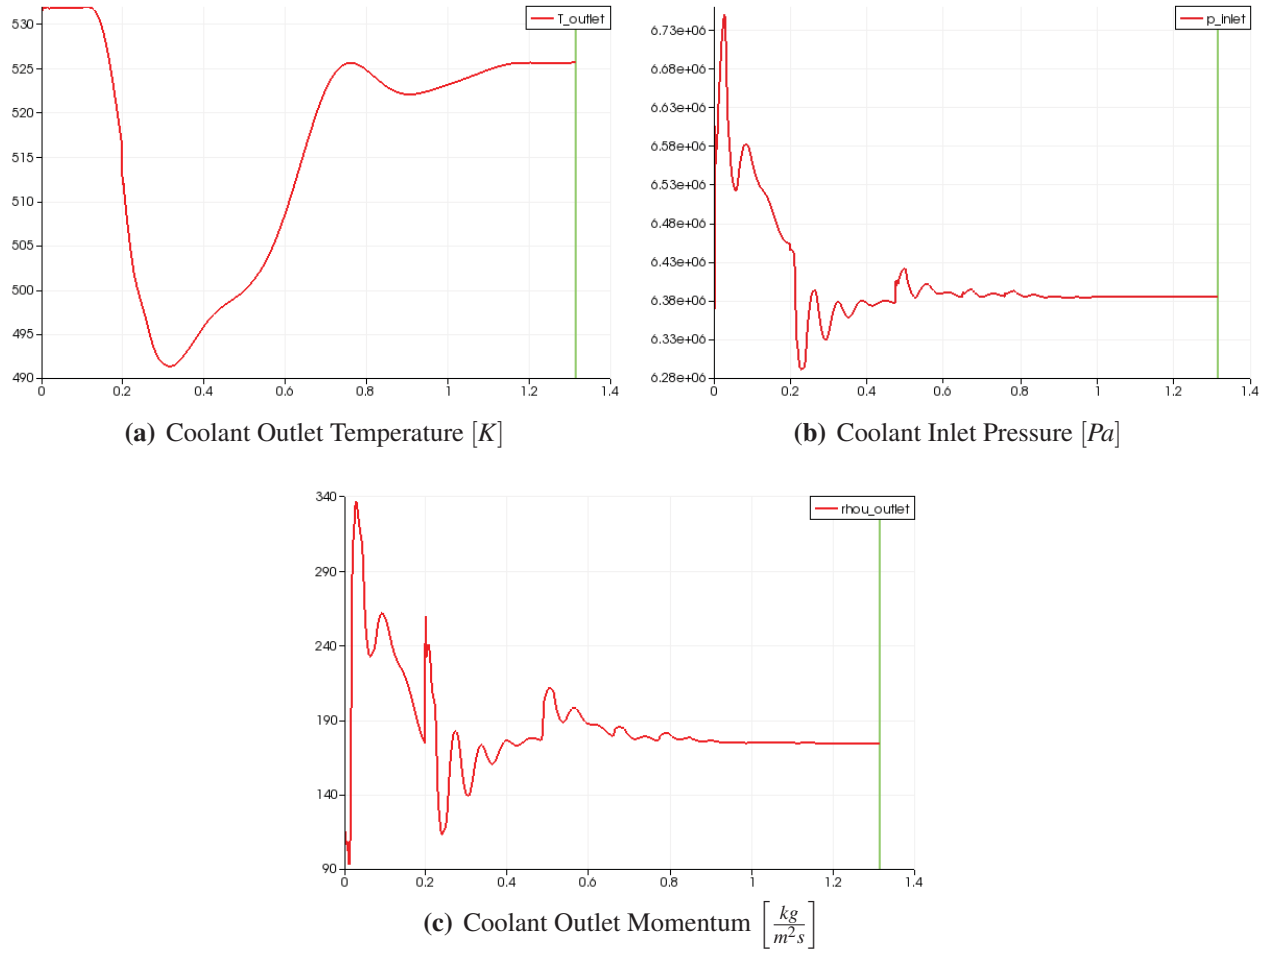 T_outlet
530
525
520
515
510
505
500
495
490
0 0.2 0.4 0.6 0.8 1 1.2 1.4
(a) Coolant Outlet Temperature [K]
p_inlet
6.73e+06
6.68e+06
6.63e+06
6.58e+06
6.53e+06
6.48e+06
6.43e+06
6.38e+06
6.33e+06
6.28e+06
0 0.2 0.4 0.6 0.8 1 1.2 1.4
(b) Coolant Inlet Pressure [Pa]
rhou_outlet
340
290
240
190
140
90
0 0.2 0.4 0.6 0.8 1 1.2 1.4
(c) Coolant Outlet Momentum [kg/m²s]